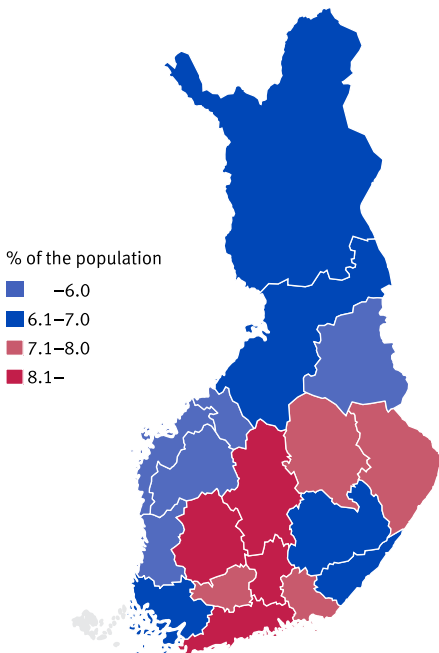 % of the population
–6.0
6.1–7.0
7.1–8.0
8.1–